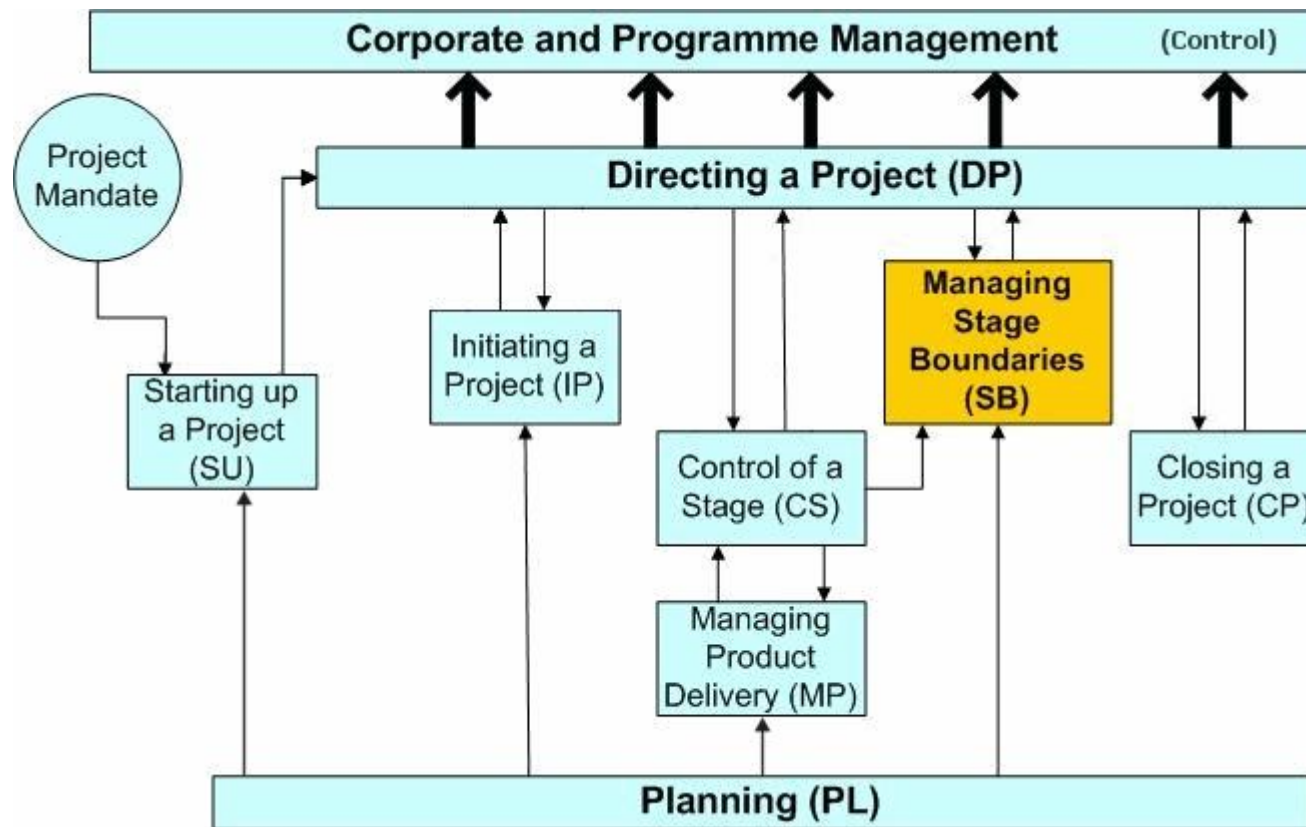 Corporate and Programme Management (Control)
Project
Mandate
Directing a Project (DP)
Starting up
a Project
(SU)
Initiating a
Project (IP)
Managing
Stage
Boundaries
(SB)
Control of a
Stage (CS)
Closing a
Project (CP)
Managing
Product
Delivery (MP)
Planning (PL)